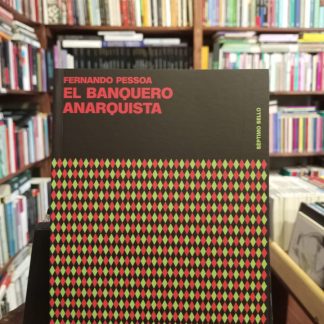 FERNANDO PESSOA
EL BANQUERO
ANARQUISTA
SÉPTIMO SELLO